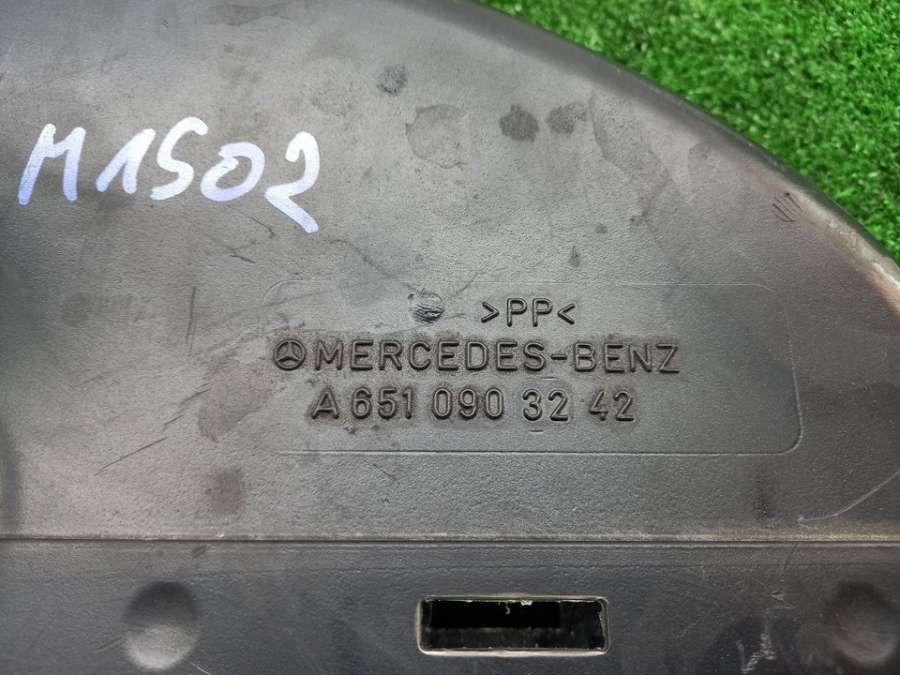 M1502
>PP<
MERCEDES-BENZ
A 651 090 32 42